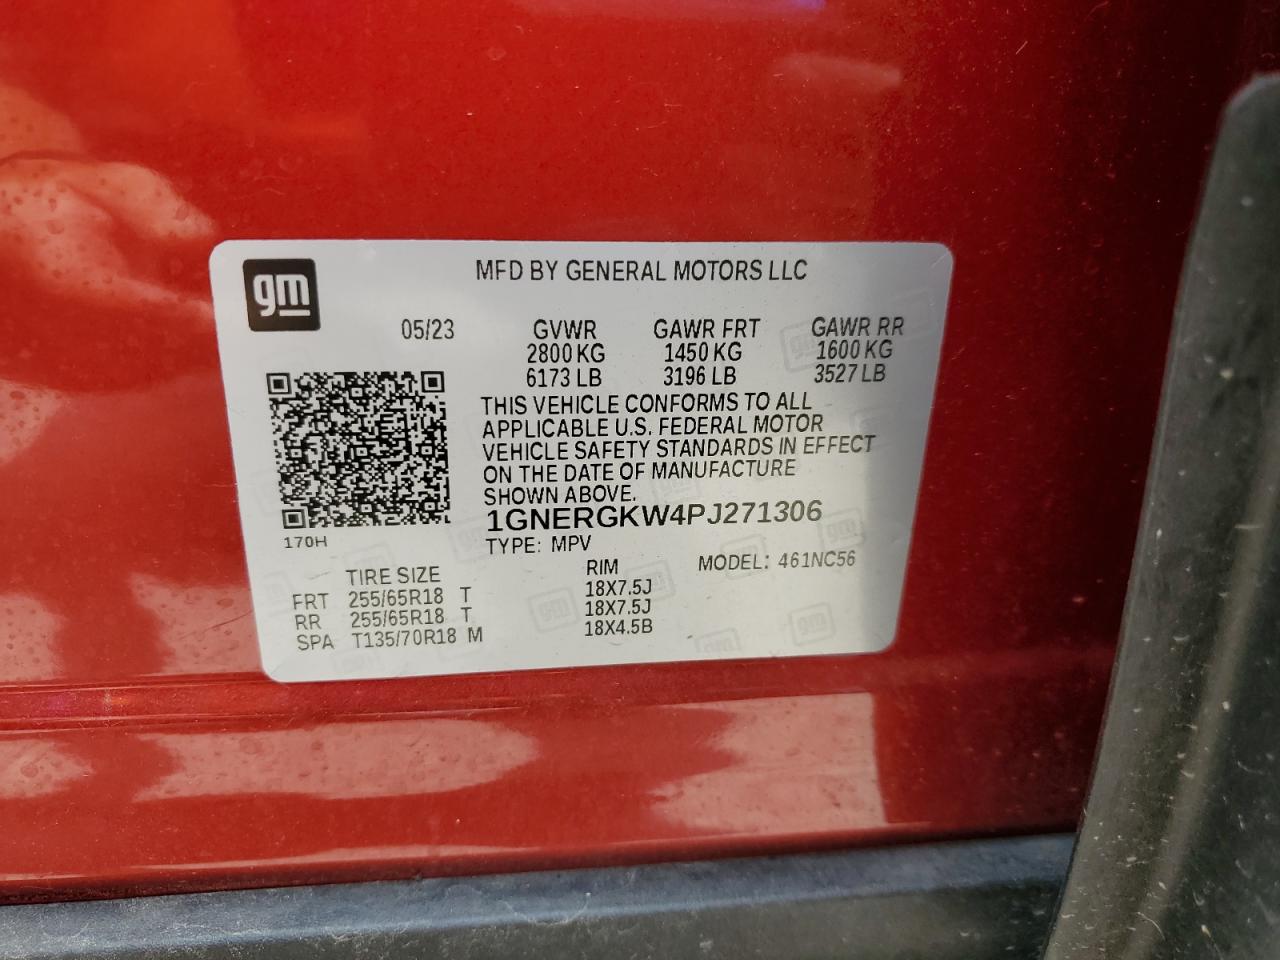 gm
MFD BY GENERAL MOTORS LLC
05/23 GVWR GAWR FRT GAWR RR
2800 KG 1450 KG 1600 KG
6173 LB 3196 LB 3527 LB
THIS VEHICLE CONFORMS TO ALL
APPLICABLE U.S. FEDERAL MOTOR
VEHICLE SAFETY STANDARDS IN EFFECT
ON THE DATE OF MANUFACTURE
SHOWN ABOVE.
1GNERGKW4PJ271306
170H
TYPE: MPV MODEL: 461NC56
TIRE SIZE RIM
FRT 255/65R18 T 18X7.5J
RR 255/65R18 T 18X7.5J
SPA T135/70R18 M 18X4.5B